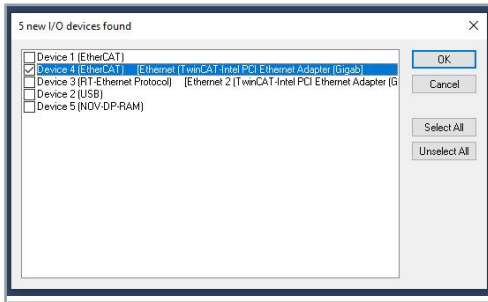 5 new I/O devices found
Device 1 (EtherCAT)
Device 4 (EtherCAT) [Ethernet (TwinCAT-Intel PCI Ethernet Adapter (Gigab]
Device 3 (RT-Ethernet Protocol) [Ethernet 2 (TwinCAT-Intel PCI Ethernet Adapter (G
Device 2 (USB)
Device 5 (NOV-DP-RAM)
OK
Cancel
Select All
Unselect All